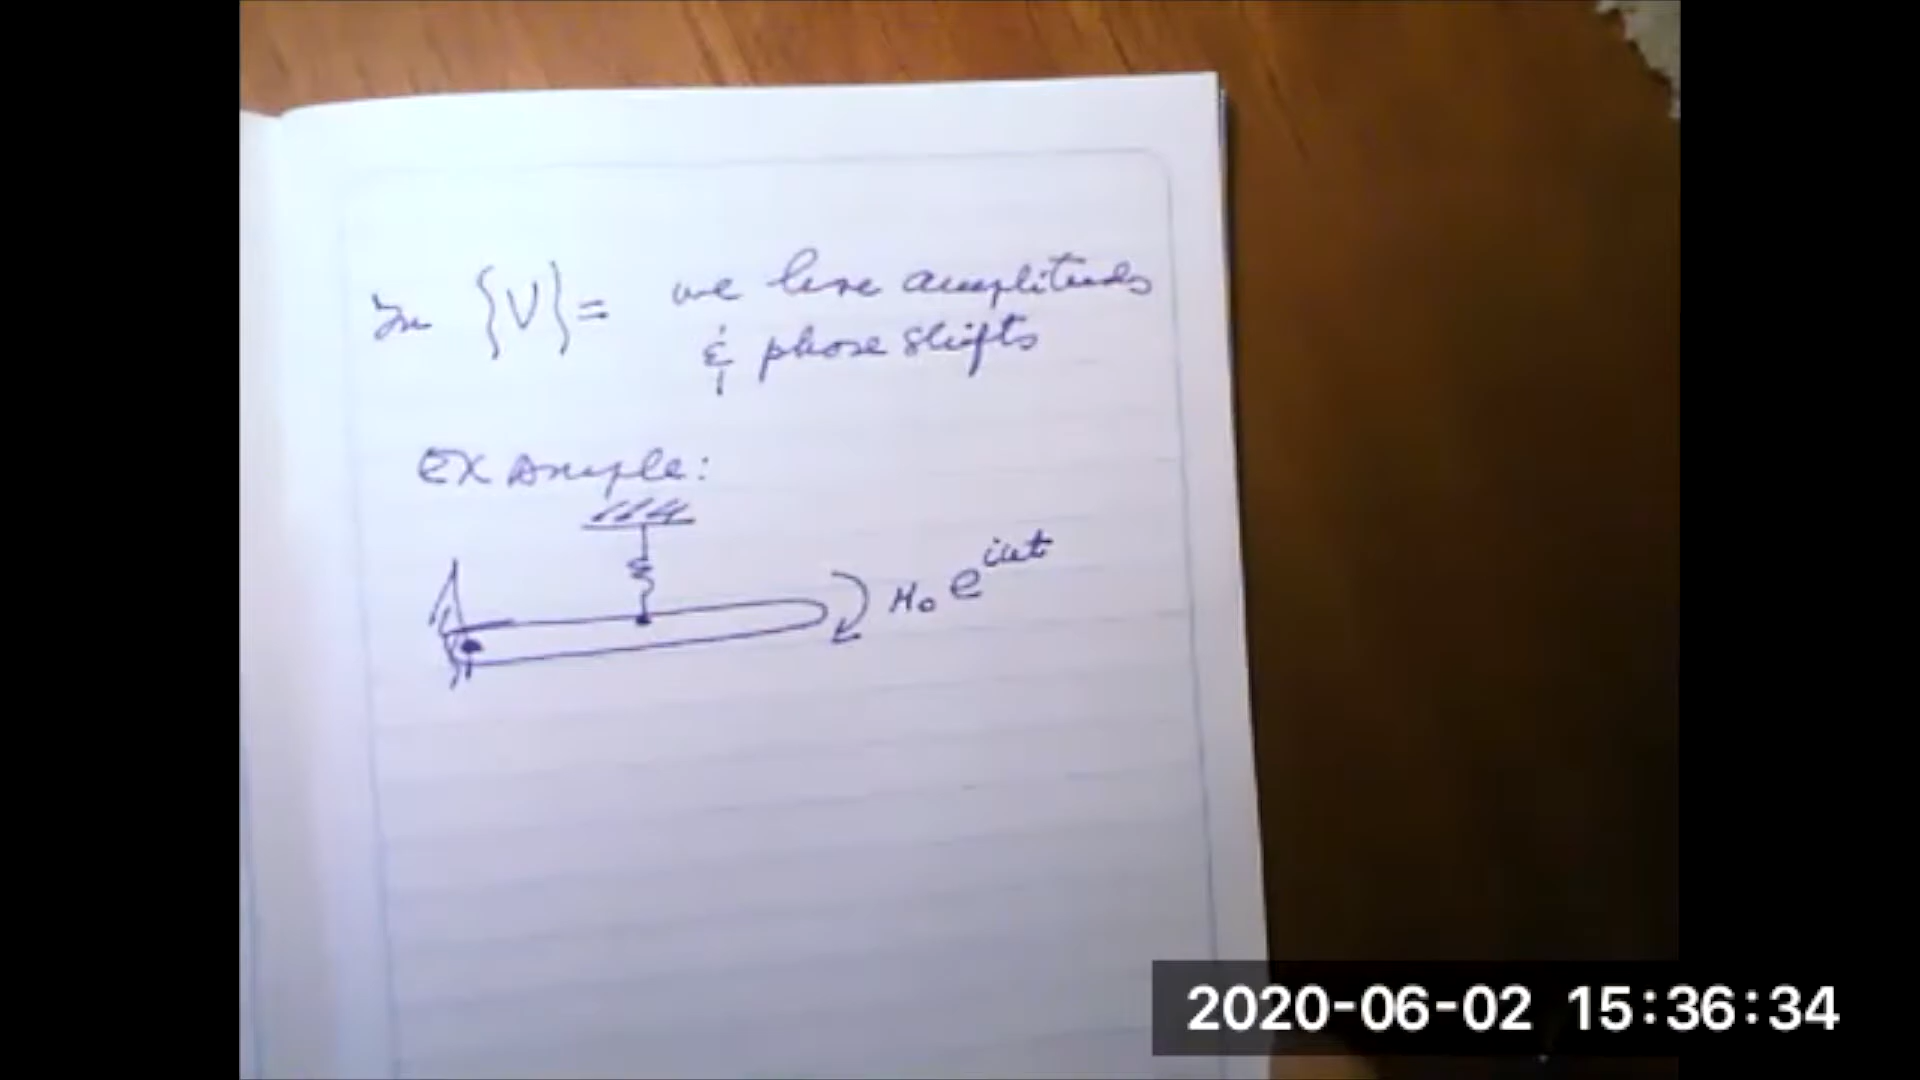 In {V} = we have amplitudes
& phase shifts
Example:
M₀ e^iωt
2020-06-02 15:36:34